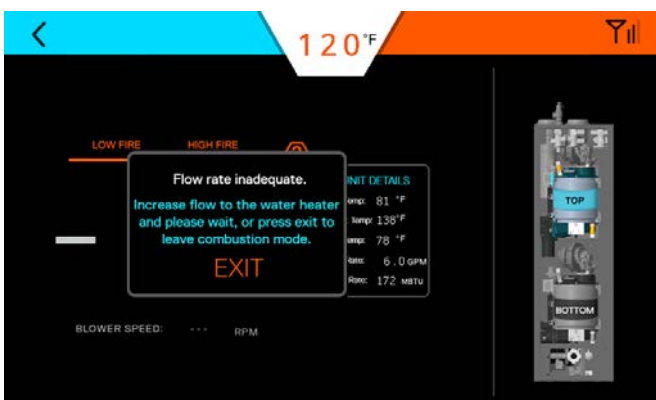 120°F
LOW FIRE HIGH FIRE
Flow rate inadequate.
Increase flow to the water heater
and please wait, or press exit to
leave combustion mode.
EXIT
UNIT DETAILS
81 °F
138°F
78 °F
6.0 GPM
172 MBTU
TOP
BOTTOM
BLOWER SPEED: --- RPM